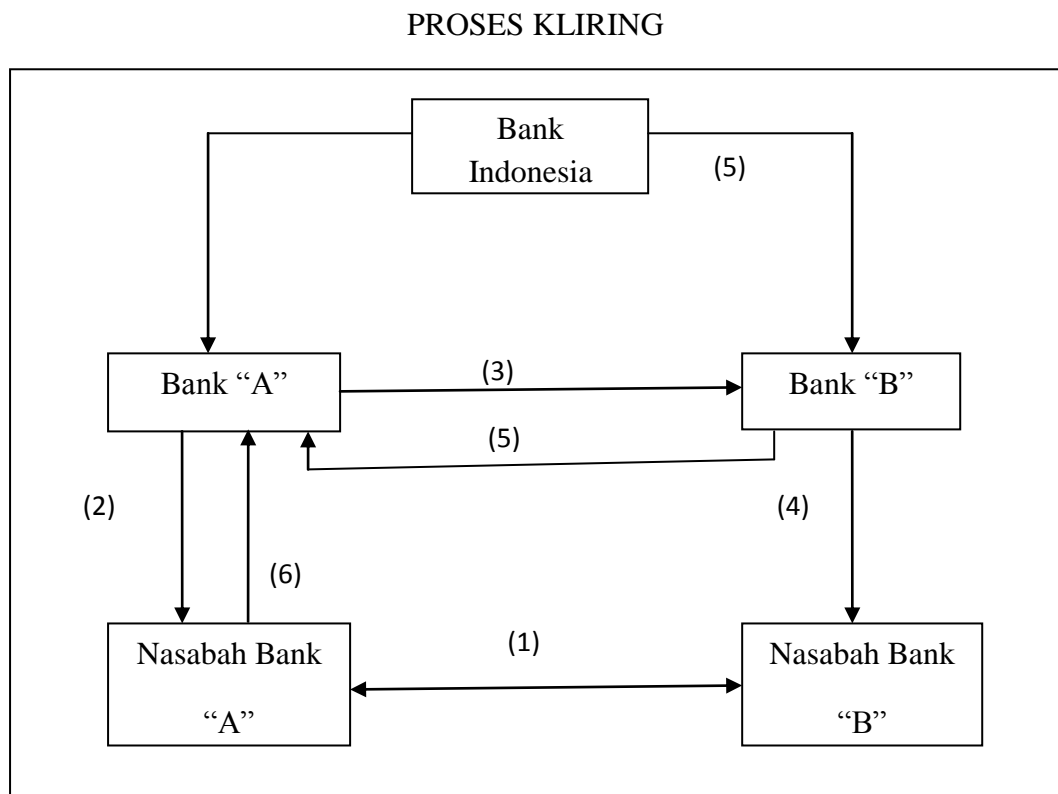 PROSES KLIRING
Bank
Indonesia
(5)
Bank “A”
(3)
Bank “B”
(5)
(2)
(4)
(6)
Nasabah Bank
“A”
(1)
Nasabah Bank
“B”